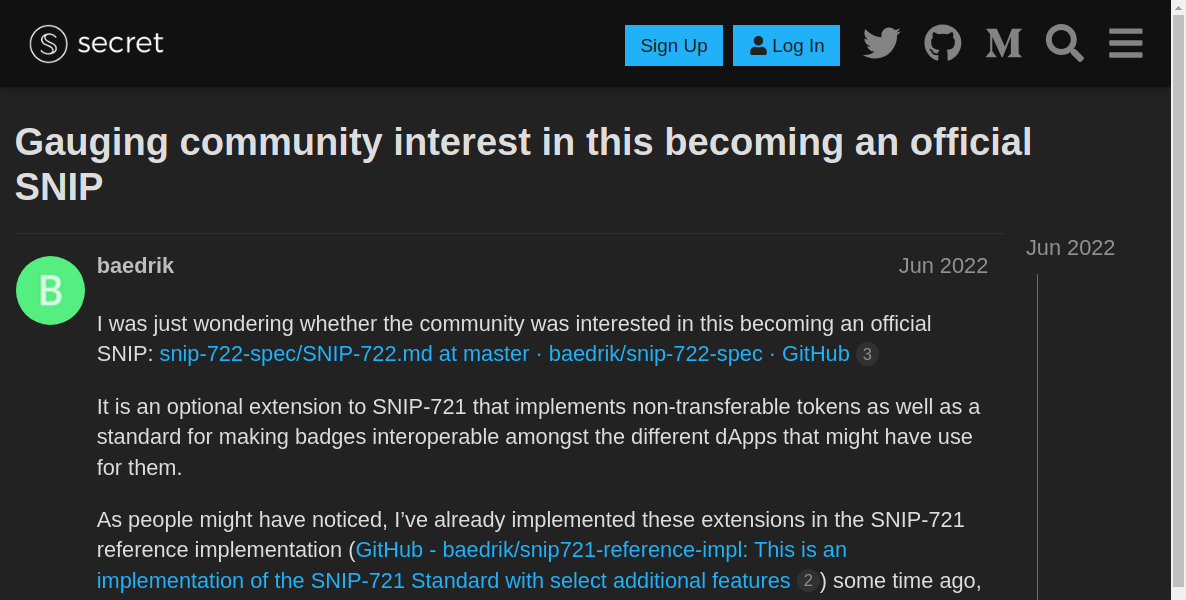 secret
Sign Up
Log In
Gauging community interest in this becoming an official
SNIP
Jun 2022
B
baedrik
Jun 2022
I was just wondering whether the community was interested in this becoming an official
SNIP: snip-722-spec/SNIP-722.md at master · baedrik/snip-722-spec · GitHub 3
It is an optional extension to SNIP-721 that implements non-transferable tokens as well as a
standard for making badges interoperable amongst the different dApps that might have use
for them.
As people might have noticed, I’ve already implemented these extensions in the SNIP-721
reference implementation (GitHub - baedrik/snip721-reference-impl: This is an
implementation of the SNIP-721 Standard with select additional features 2) some time ago,